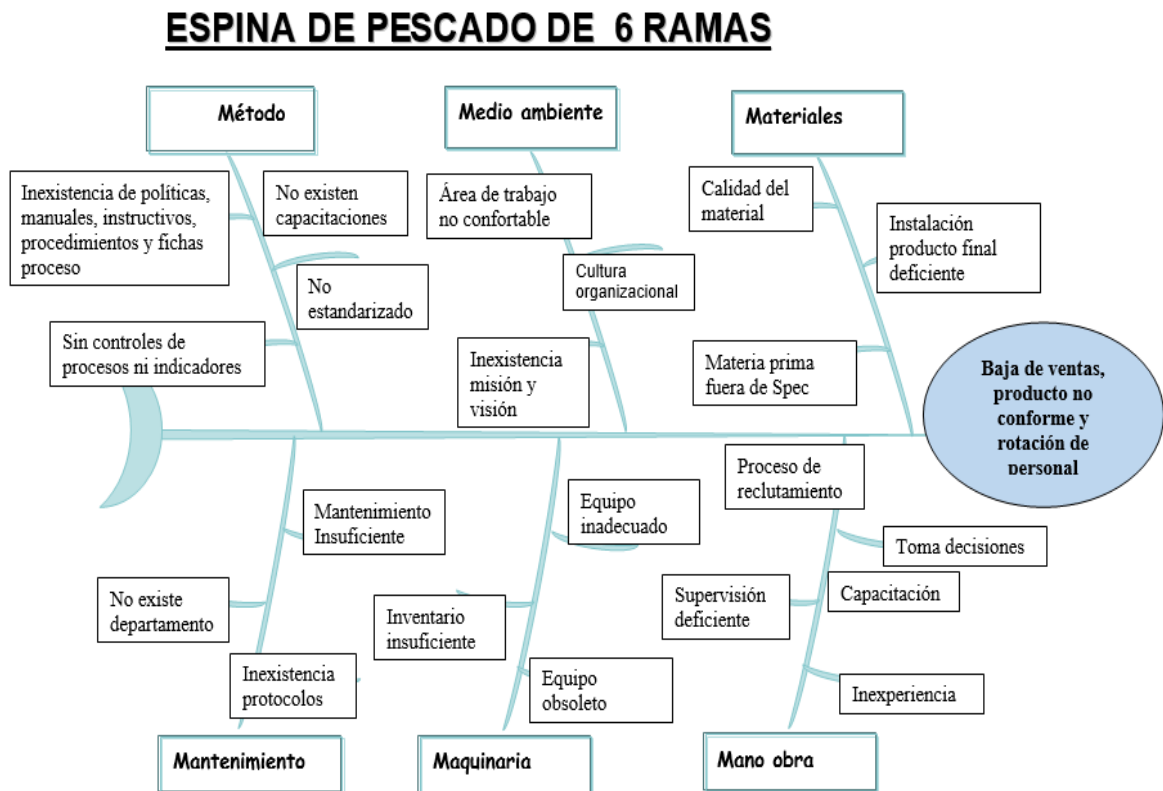 ESPINA DE PESCADO DE 6 RAMAS
Método
Medio ambiente
Materiales
Inexistencia de políticas,
manuales, instructivos,
procedimientos y fichas
proceso
No existen
capacitaciones
No
estandarizado
Sin controles de
procesos ni indicadores
Área de trabajo
no confortable
Cultura
organizacional
Inexistencia
misión y
visión
Calidad del
material
Instalación
producto final
deficiente
Materia prima
fuera de Spec
Baja de ventas,
producto no
conforme y
rotación de
personal
Mantenimiento
Insuficiente
No existe
departamento
Inexistencia
protocolos
Equipo
inadecuado
Inventario
insuficiente
Equipo
obsoleto
Proceso de
reclutamiento
Toma decisiones
Supervisión
deficiente
Capacitación
Inexperiencia
Mantenimiento
Maquinaria
Mano obra